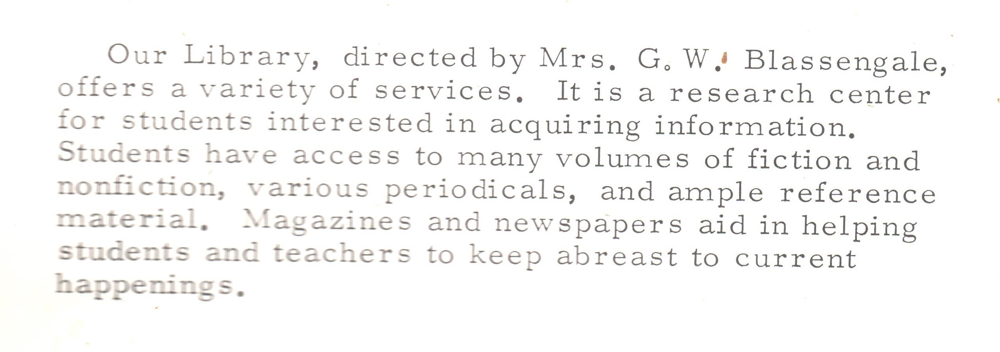 Our Library, directed by Mrs. G. W. Blassengale,
offers a variety of services. It is a research center
for students interested in acquiring information.
Students have access to many volumes of fiction and
nonfiction, various periodicals, and ample reference
material. Magazines and newspapers aid in helping
students and teachers to keep abreast to current
happenings.